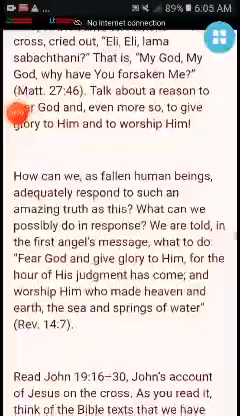 89% 6:05 AM
No Internet connection
cross, cried out, “Eli, Eli, lama
sabachthani?” That is, “My God, My
God, why have You forsaken Me?”
(Matt. 27:46). Talk about a reason to
God and, even more so, to give
glory to Him and to worship Him!
How can we, as fallen human beings,
adequately respond to such an
amazing truth as this? What can we
possibly do in response? We are told, in
the first angel’s message, what to do:
“Fear God and give glory to Him, for the
hour of His judgment has come; and
worship Him who made heaven and
earth, the sea and springs of water”
(Rev. 14:7).
Read John 19:16–30, John’s account
of Jesus on the cross. As you read it,
think of the Bible texts that we have